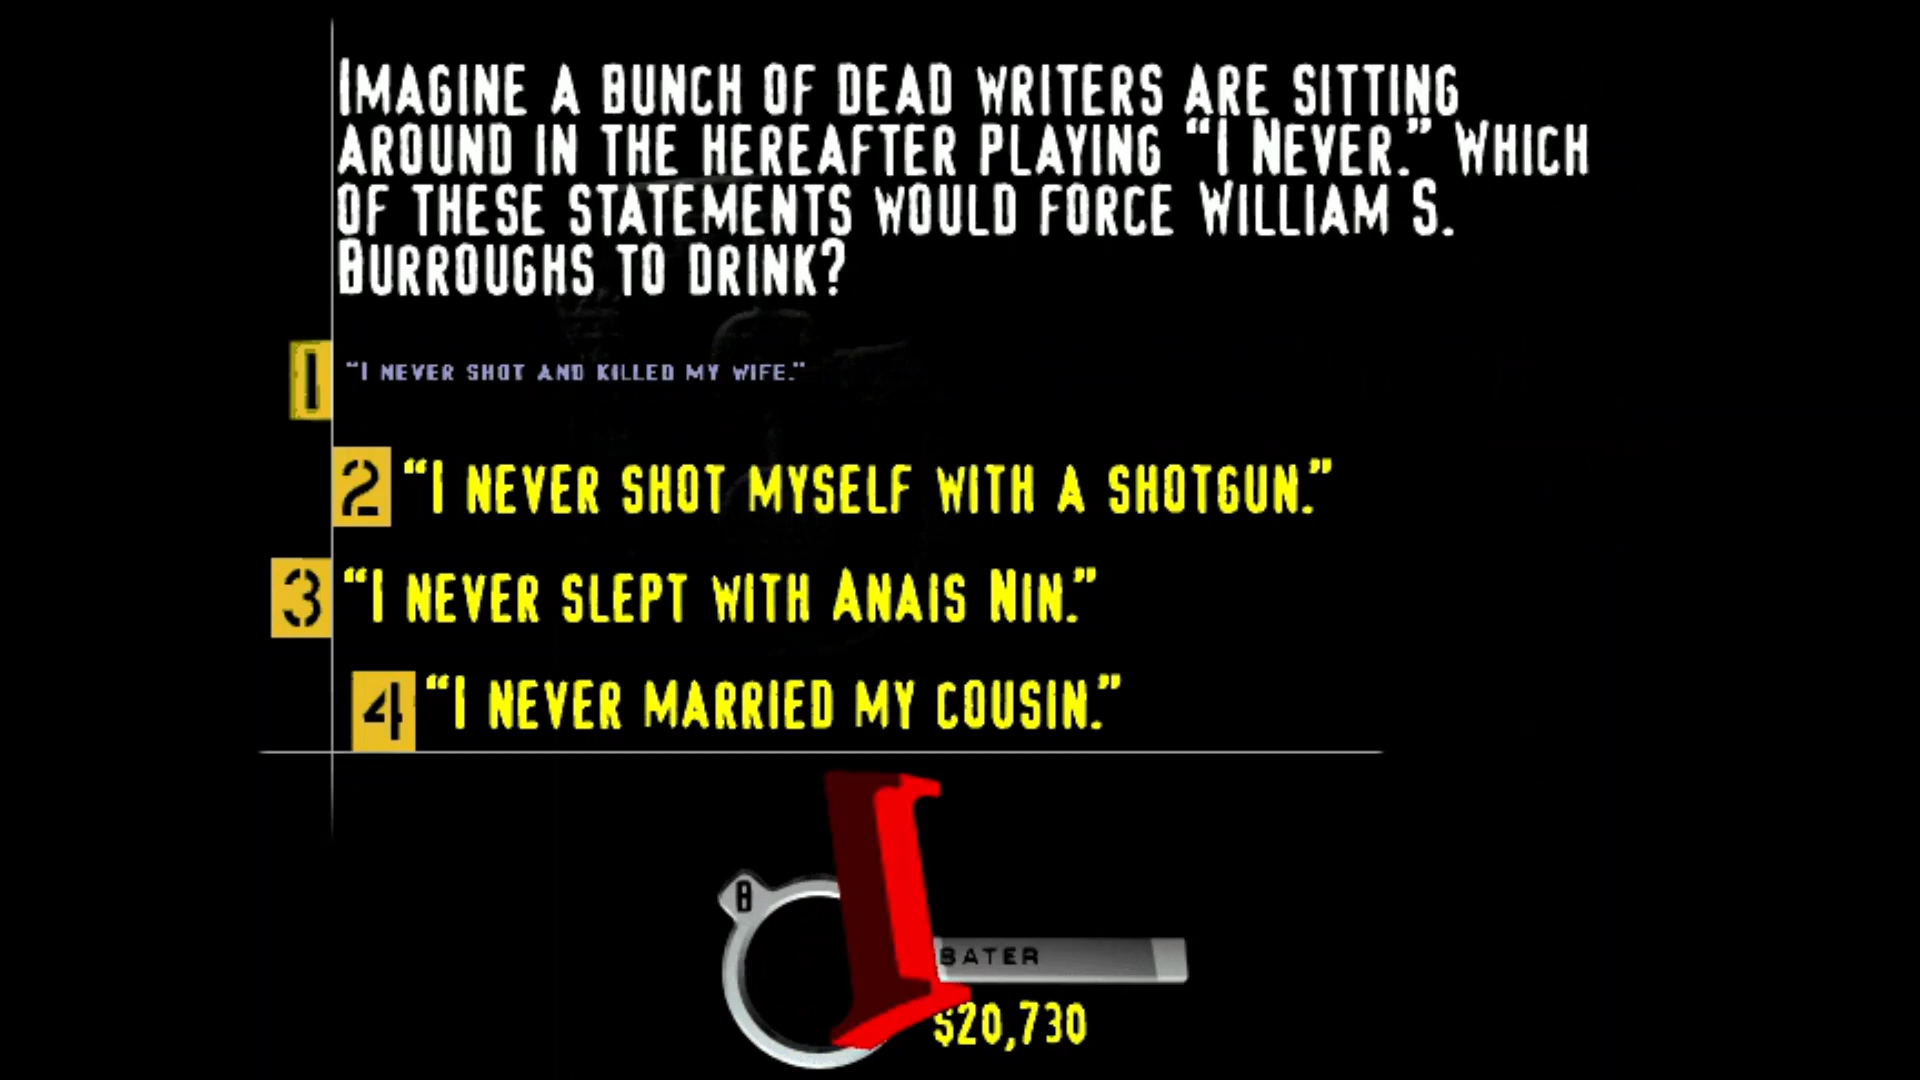 Imagine a bunch of dead writers are sitting
around in the hereafter playing “I Never.” Which
of these statements would force William S.
Burroughs to drink?
1 “I never shot and killed my wife.”
2 “I never shot myself with a shotgun.”
3 “I never slept with Anais Nin.”
4 “I never married my cousin.”
1
B
BATER
$20,730